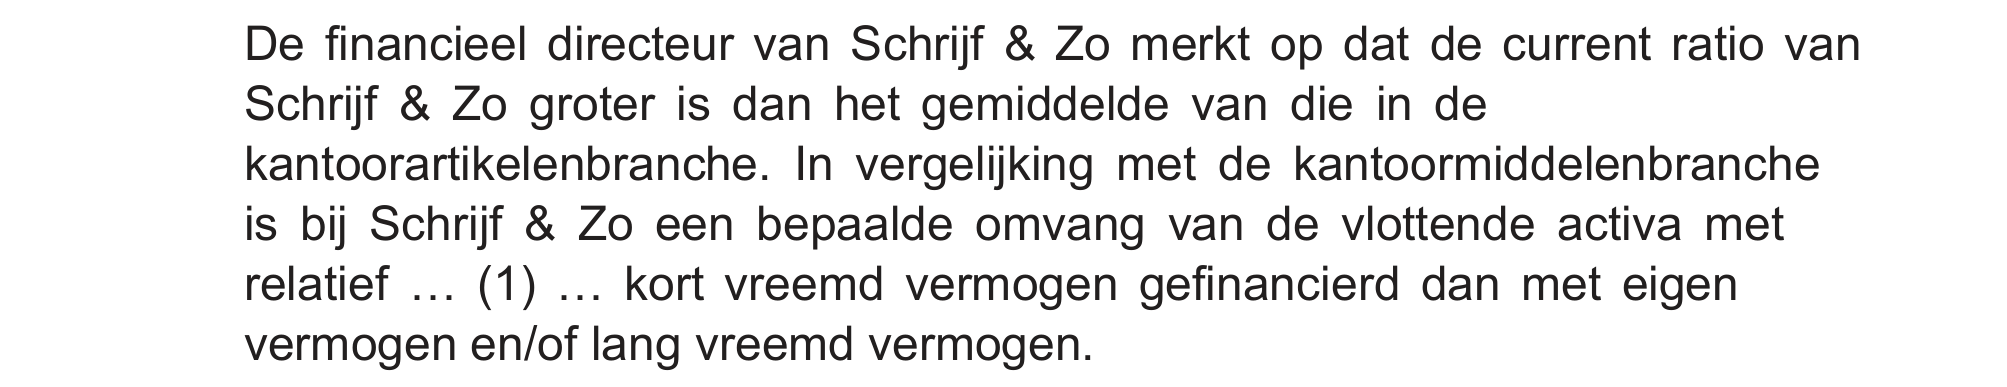 De financieel directeur van Schrijf & Zo merkt op dat de current ratio van
Schrijf & Zo groter is dan het gemiddelde van die in de
kantoorartikelenbranche. In vergelijking met de kantoormiddelenbranche
is bij Schrijf & Zo een bepaalde omvang van de vlottende activa met
relatief … (1) … kort vreemd vermogen gefinancierd dan met eigen
vermogen en/of lang vreemd vermogen.